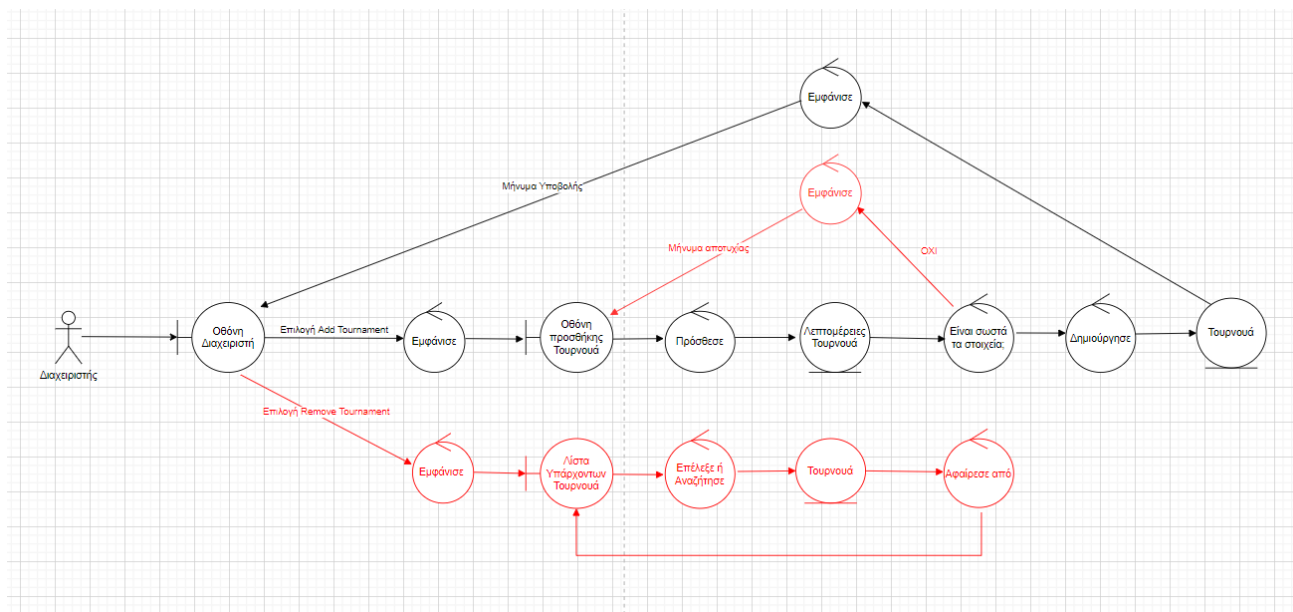 Εμφάνισε
Μήνυμα Υποβολής
Εμφάνισε
Μήνυμα αποτυχίας
ΟΧΙ
Διαχειριστής
Οθόνη
Διαχειριστή
Επιλογή Add Tournament
Εμφάνισε
Οθόνη
προσθήκης
Τουρνουά
Πρόσθεσε
Λεπτομέρειες
Τουρνουά
Είναι σωστά
τα στοιχεία;
Δημιούργησε
Τουρνουά
Επιλογή Remove Tournament
Εμφάνισε
Λίστα
Υπάρχοντων
Τουρνουά
Επέλεξε ή
Αναζήτησε
Τουρνουά
Αφαίρεσε από